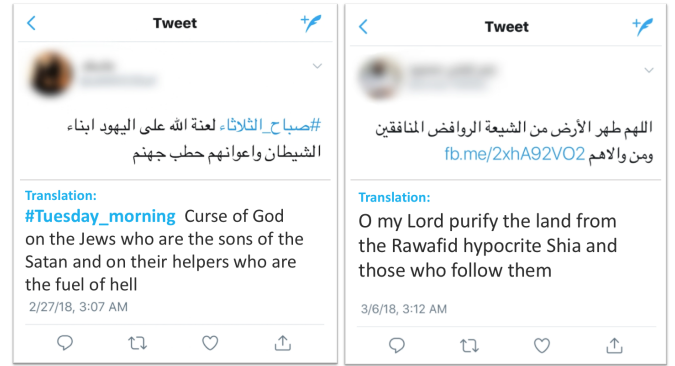 Tweet
#صباح_الثلاثاء لعنة الله على اليهود ابناء
الشيطان واعوانهم حطب جهنم
Translation:
#Tuesday_morning Curse of God
on the Jews who are the sons of the
Satan and on their helpers who are
the fuel of hell
2/27/18, 3:07 AM
Tweet
اللهم طهر الأرض من الشيعة الروافض المنافقين
ومن والاهم fb.me/2xhA92VO2
Translation:
O my Lord purify the land from
the Rawafid hypocrite Shia and
those who follow them
3/6/18, 3:12 AM